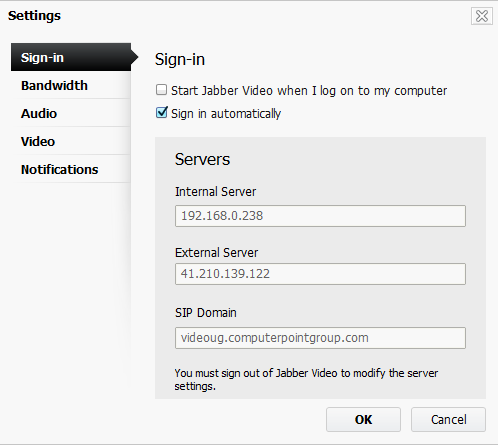 Settings
Sign-in
Bandwidth
Audio
Video
Notifications
Sign-in
Start Jabber Video when I log on to my computer
Sign in automatically
Servers
Internal Server
192.168.0.238
External Server
41.210.139.122
SIP Domain
videoug.computerpointgroup.com
You must sign out of Jabber Video to modify the server
settings.
OK
Cancel